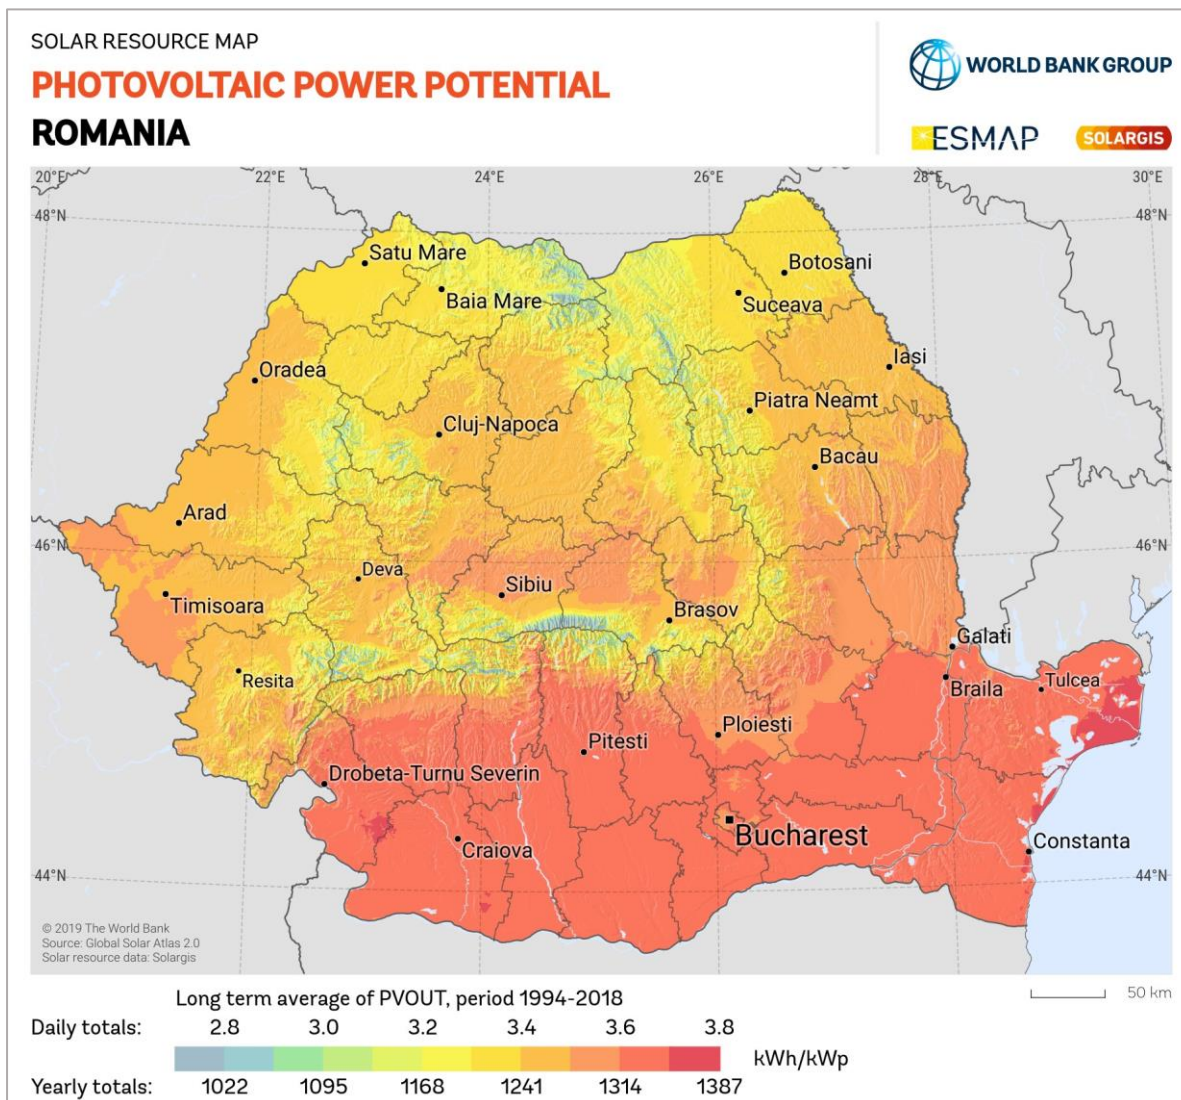 SOLAR RESOURCE MAP
PHOTOVOLTAIC POWER POTENTIAL
ROMANIA
WORLD BANK GROUP
ESMAP
SOLARGIS
20°E 22°E 24°E 26°E 28°E 30°E
48°N 48°N
Satu Mare
Botosani
Baia Mare
Suceava
Iasi
Oradea
Piatra Neamt
Cluj-Napoca
Bacau
Arad
46°N 46°N
Deva
Sibiu
Timisoara
Brasov
Galati
Resita
Braila
Tulcea
Ploiesti
Pitesti
Drobeta-Turnu Severin
Bucharest
Craiova
Constanta
44°N 44°N
© 2019 The World Bank
Source: Global Solar Atlas 2.0
Solar resource data: Solargis
50 km
Long term average of PVOUT, period 1994-2018
Daily totals: 2.8 3.0 3.2 3.4 3.6 3.8
kWh/kWp
Yearly totals: 1022 1095 1168 1241 1314 1387